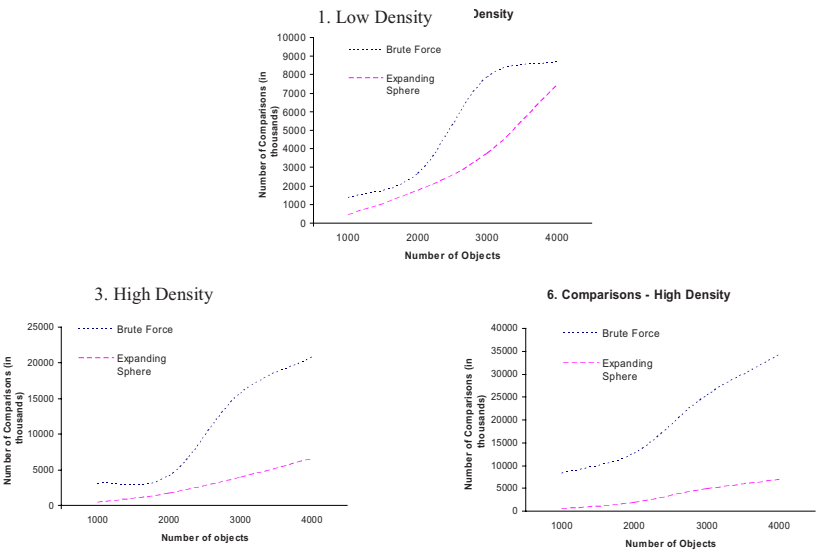 1. Low Density
Density
10000
9000
8000
7000
6000
5000
4000
3000
2000
1000
0
Number of Comparisons (in
thousands)
Brute Force
Expanding
Sphere
1000 2000 3000 4000
Number of Objects
3. High Density
25000
20000
15000
10000
5000
0
Number of Comparisons (in
thousands)
Brute Force
Expanding
Sphere
1000 2000 3000 4000
Number of objects
6. Comparisons - High Density
40000
35000
30000
25000
20000
15000
10000
5000
0
Number of Comparisons (in
thousands)
Brute Force
Expanding
Sphere
1000 2000 3000 4000
Number of Objects